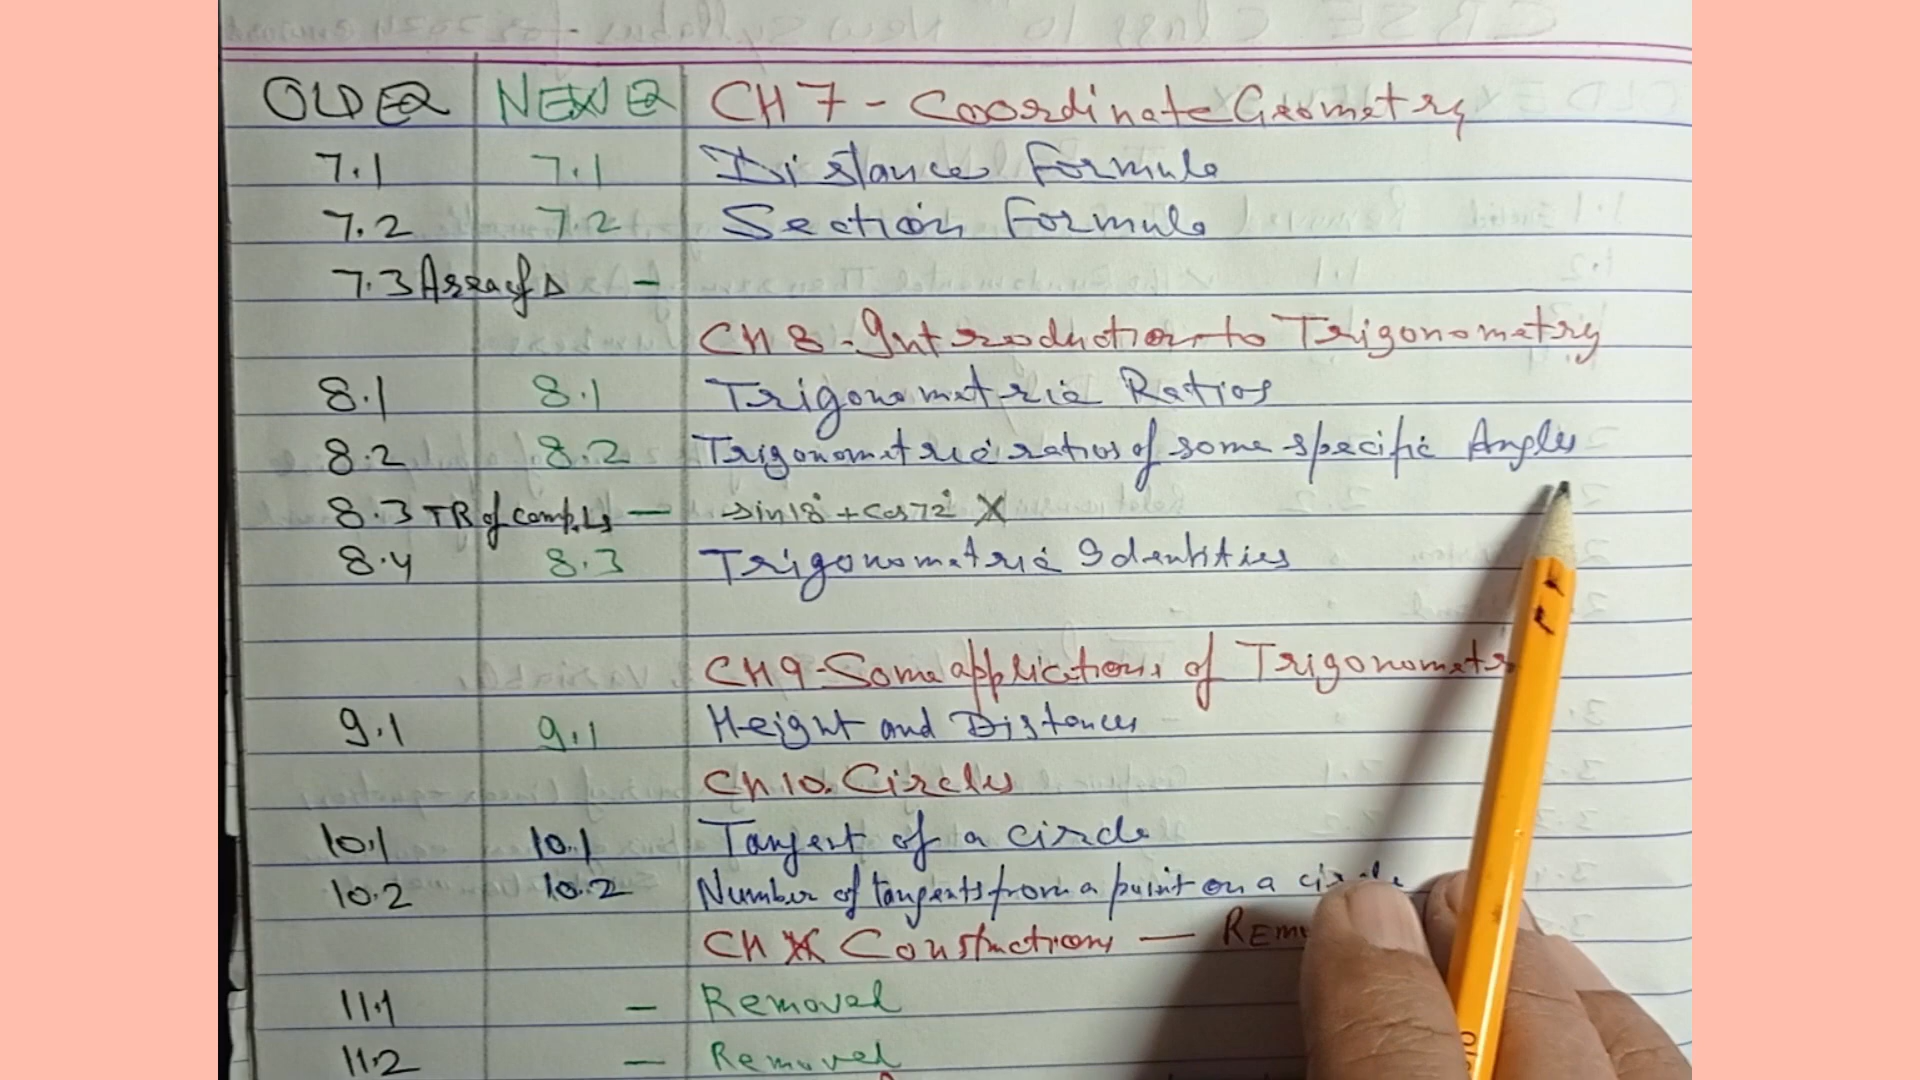 OLD EX NEW EX CH 7 - Coordinate Geometry
7.1 7.1 Distance Formula
7.2 7.2 Section Formula
7.3 Area of Δ —
CH 8 - Introduction to Trigonometry
8.1 8.1 Trigonometric Ratios
8.2 8.2 Trigonometric ratios of some specific Angles
8.3 TR of comp. ∠s — sin18° + cos72° X
8.4 8.3 Trigonometric Identities
CH 9 - Some applications of Trigonomet
9.1 9.1 Height and Distances
CH 10. Circles
10.1 10.1 Tangent of a circle
10.2 10.2 Number of tangents from a point on a circle
CH Constructions —
11.1 — Removed
11.2 — Removed